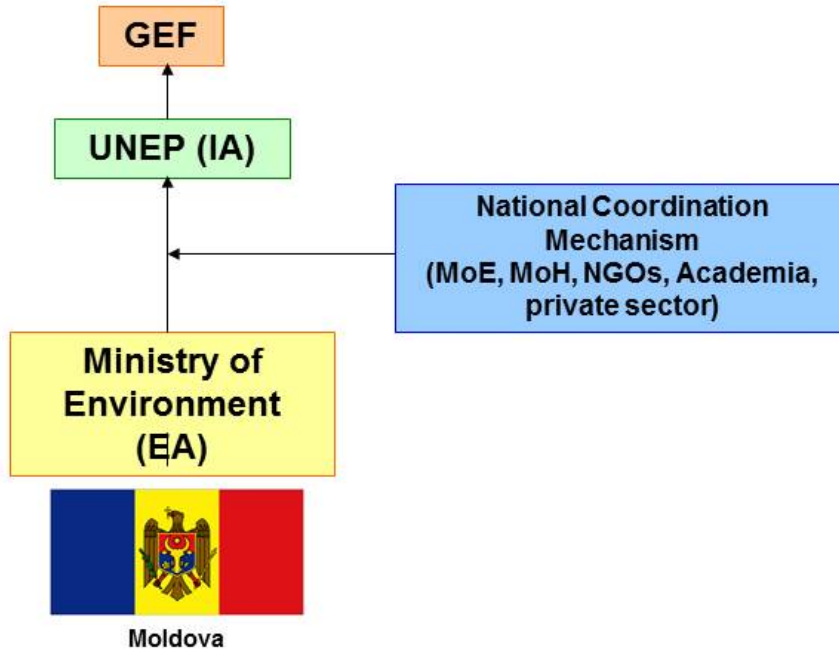 GEF
UNEP (IA)
National Coordination
Mechanism
(MoE, MoH, NGOs, Academia,
private sector)
Ministry of
Environment
(EA)
Moldova